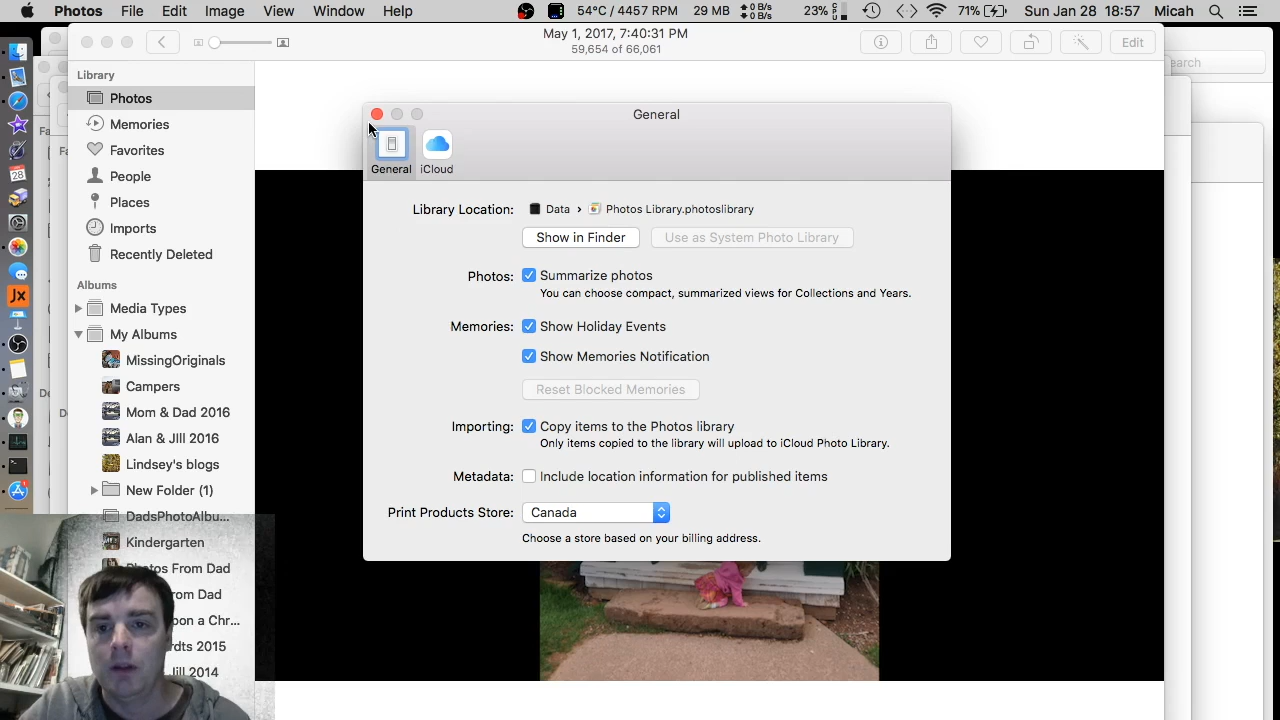 Photos File Edit Image View Window Help 54°C / 4457 RPM 29 MB 0 B/s 0 B/s 23% 71% Sun Jan 28 18:57 Micah
May 1, 2017, 7:40:31 PM
59,654 of 66,061
Edit
earch
Library
Photos
Memories
Favorites
People
Places
Imports
Recently Deleted
Albums
Media Types
My Albums
MissingOriginals
Campers
Mom & Dad 2016
Alan & JIll 2016
Lindsey's blogs
New Folder (1)
DadsPhotoAlbu...
Kindergarten
Photos From Dad
rom Dad
pon a Chr...
rdts 2015
Jill 2014
General
General iCloud
Library Location: Data › Photos Library.photoslibrary
Show in Finder Use as System Photo Library
Photos: Summarize photos
You can choose compact, summarized views for Collections and Years.
Memories: Show Holiday Events
Show Memories Notification
Reset Blocked Memories
Importing: Copy items to the Photos library
Only items copied to the library will upload to iCloud Photo Library.
Metadata: Include location information for published items
Print Products Store: Canada
Choose a store based on your billing address.
28
Jx
Fa
Fa
De
De